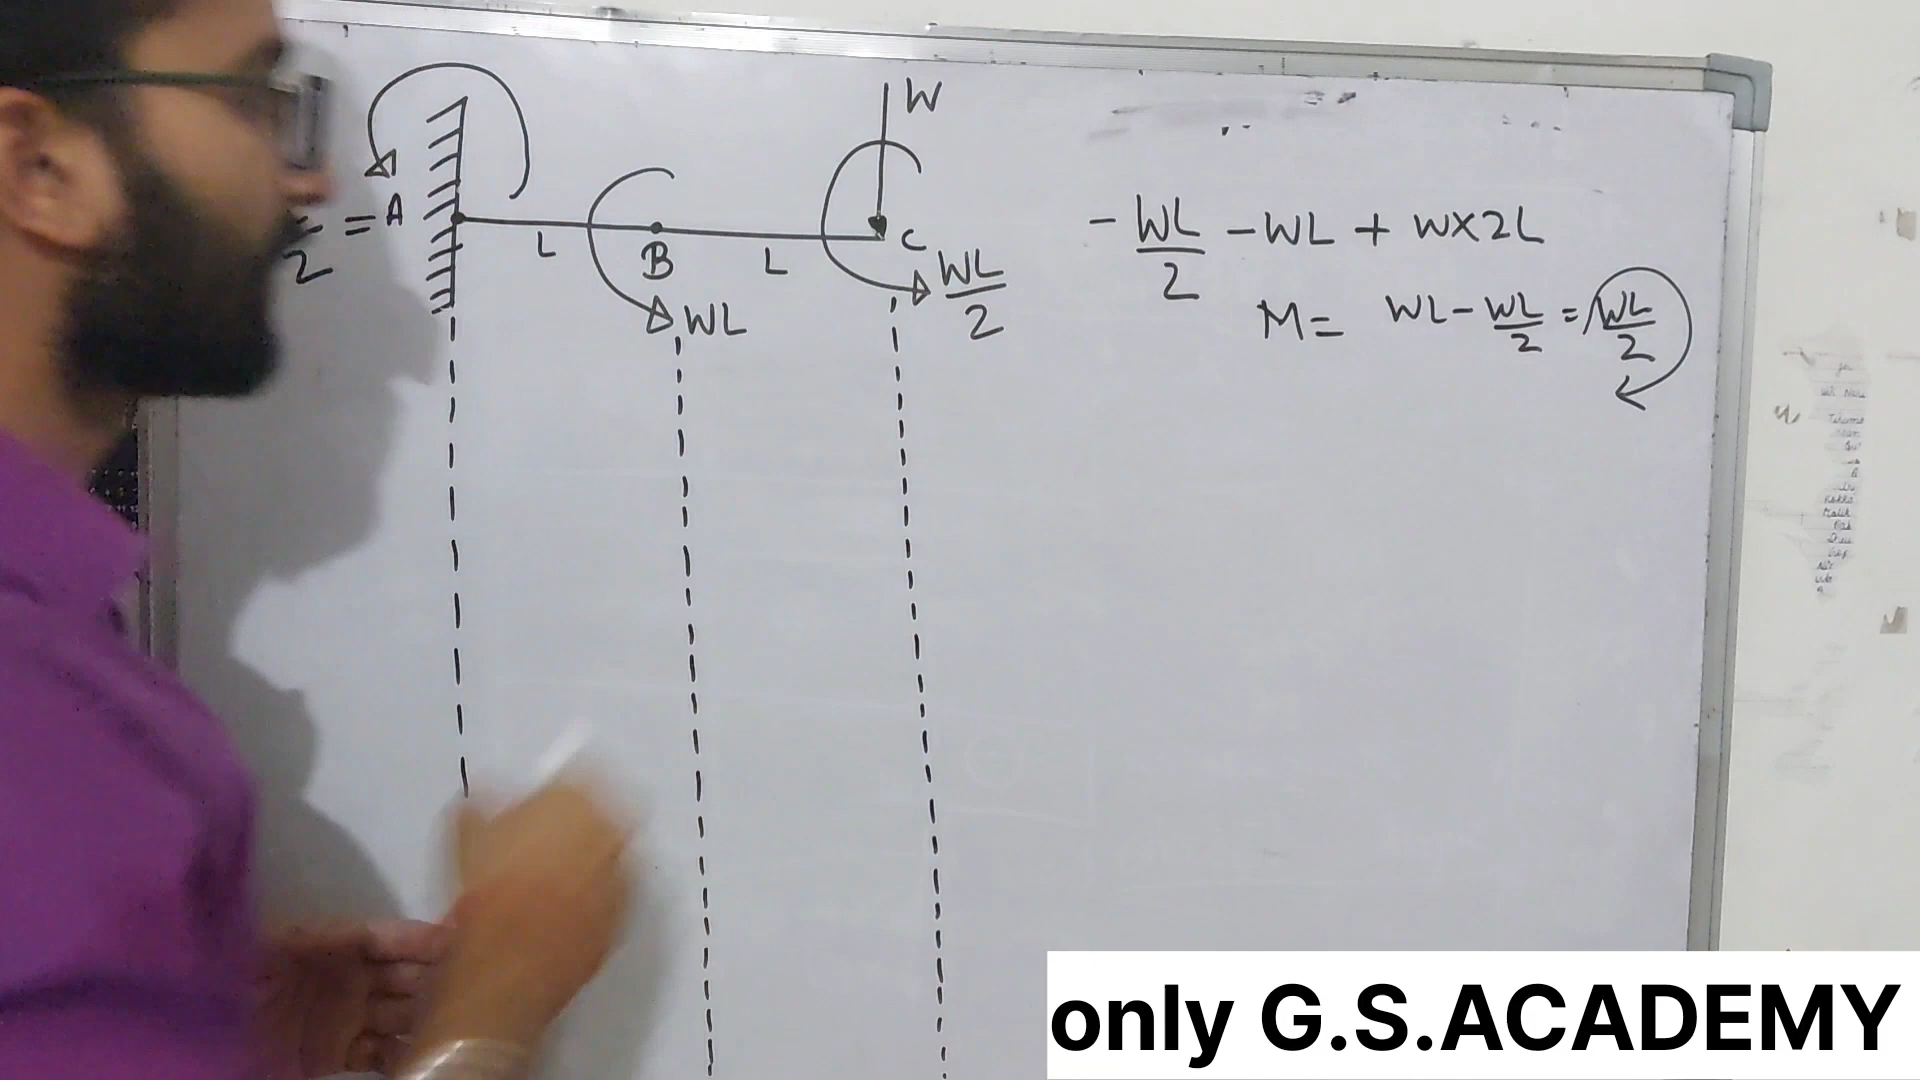 W
2 = A
L
B
L
C
WL
WL/2
- WL/2 - WL + W×2L
M = WL - WL/2 = WL/2
only G.S.ACADEMY